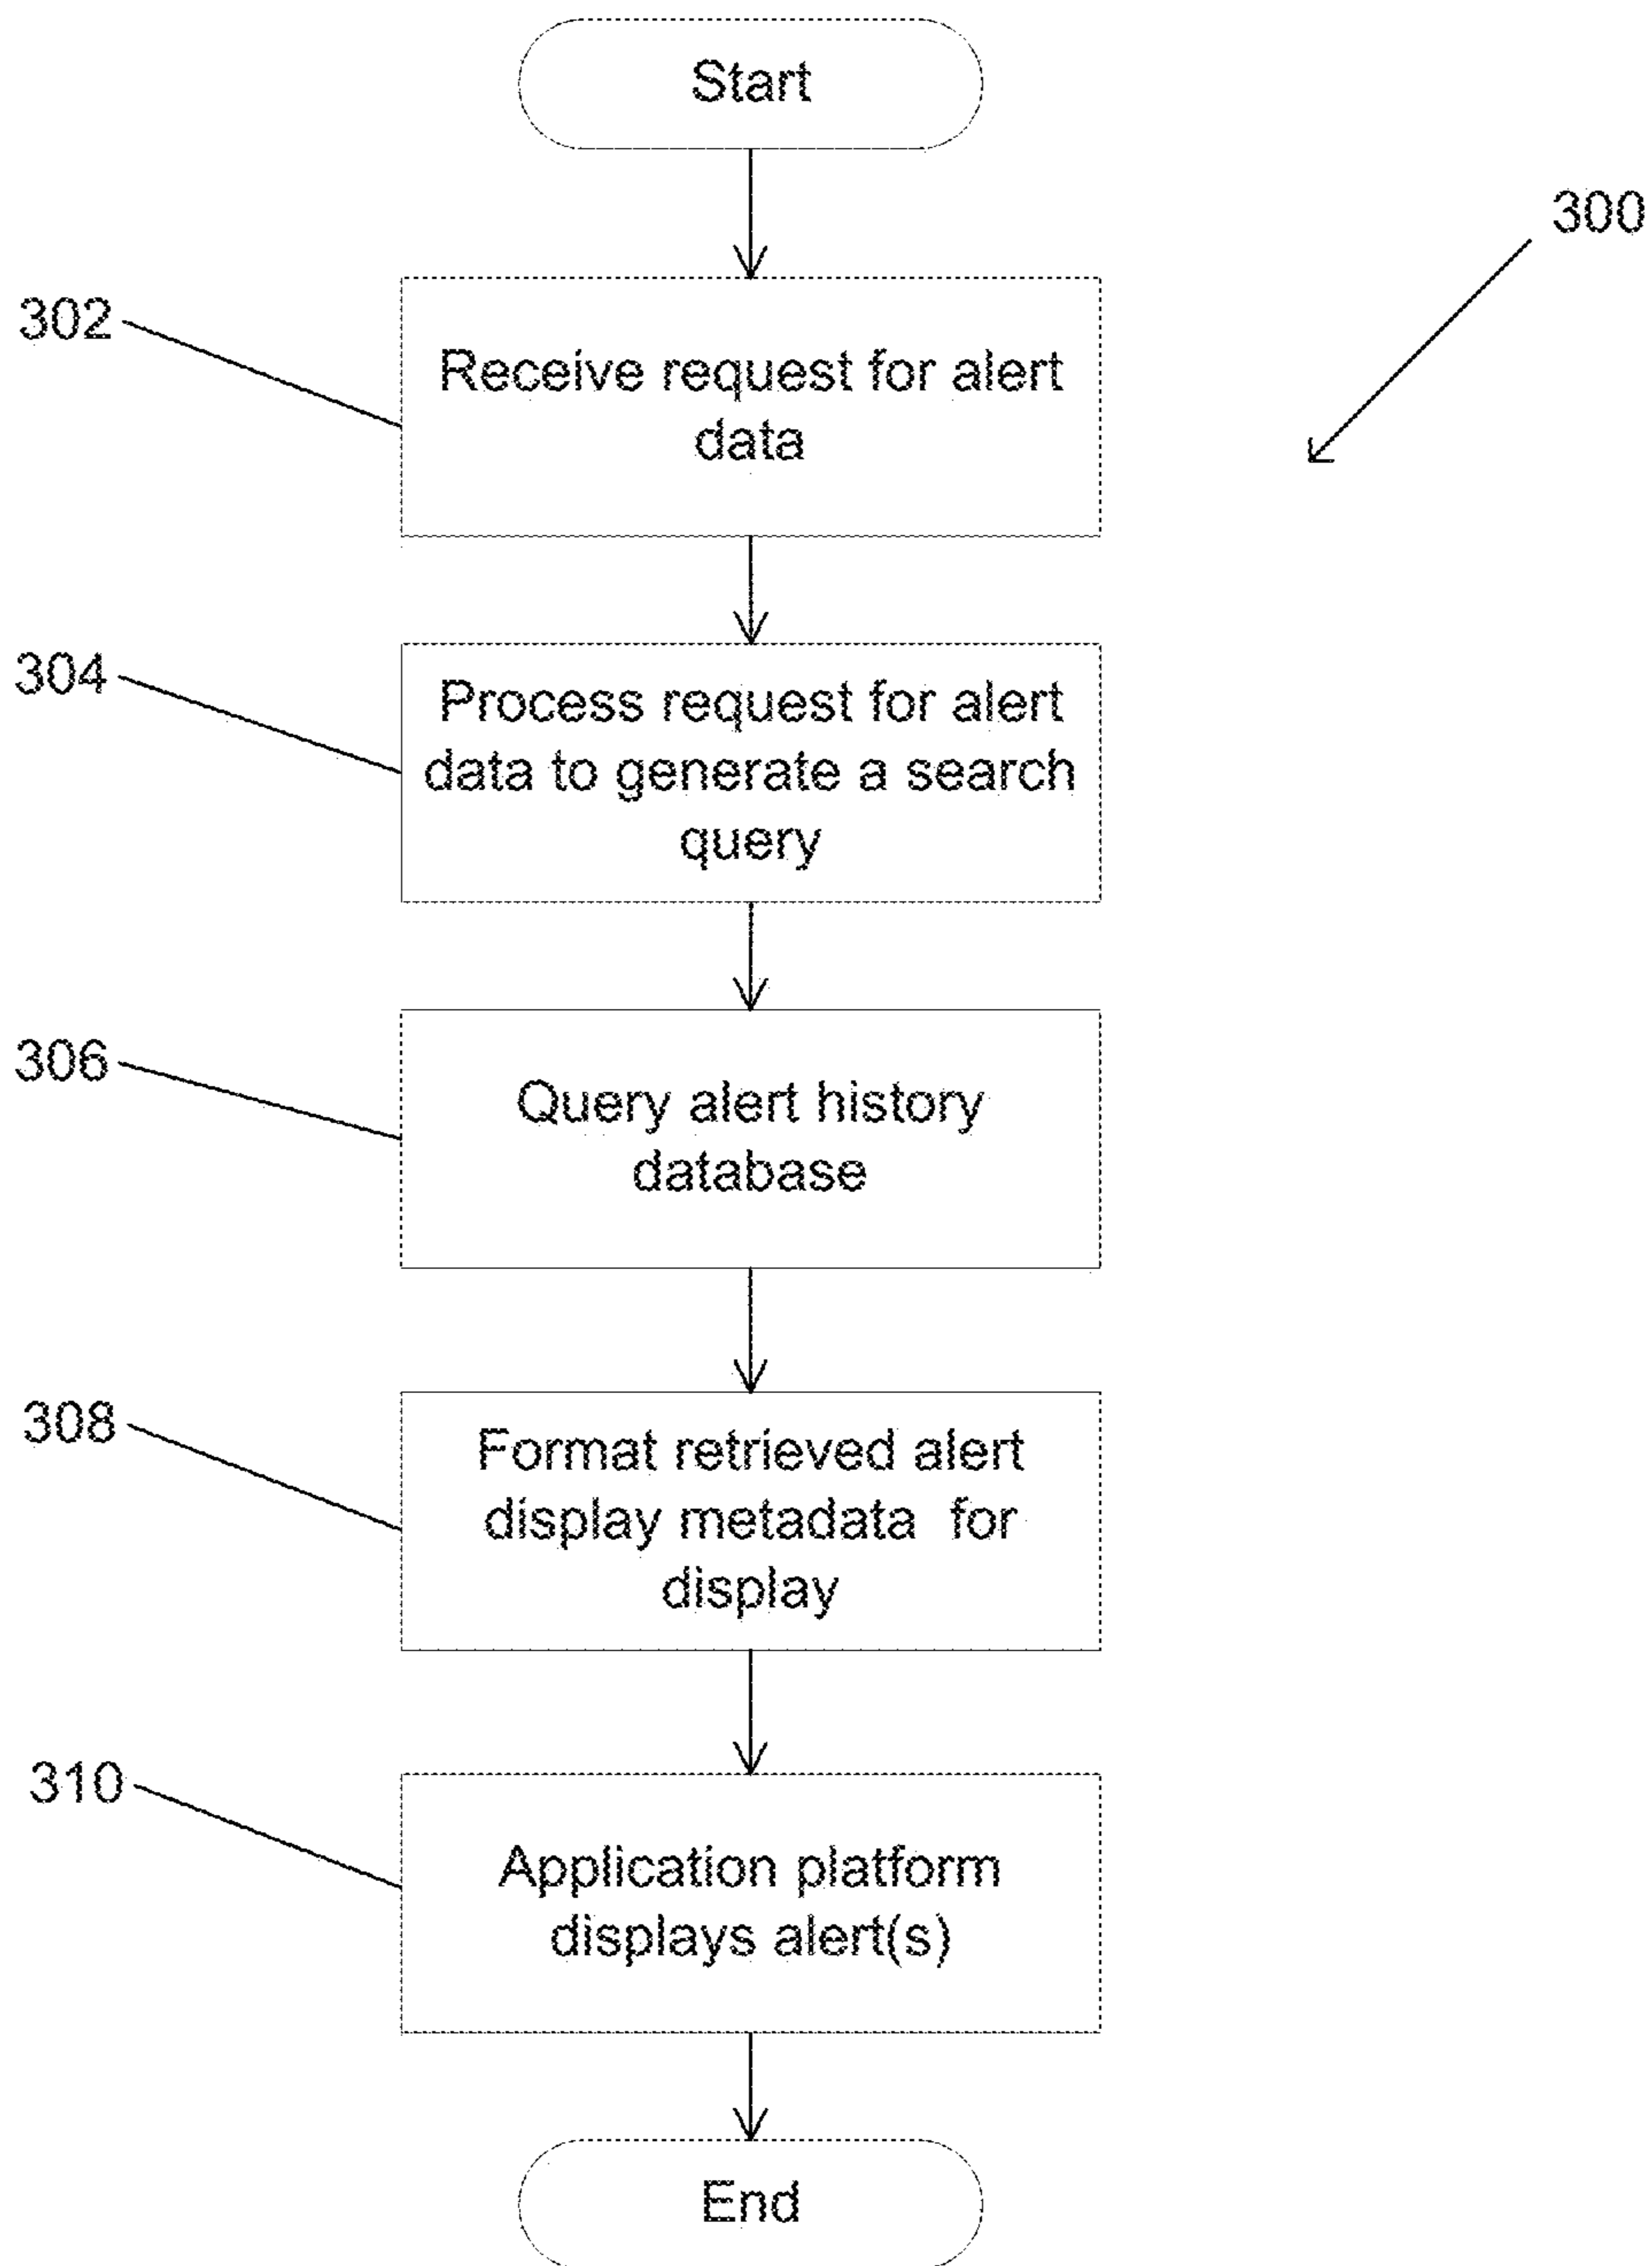 Start
300
302
Receive request for alert
data
304
Process request for alert
data to generate a search
query
306
Query alert history
database
308
Format retrieved alert
display metadata for
display
310
Application platform
displays alert(s)
End